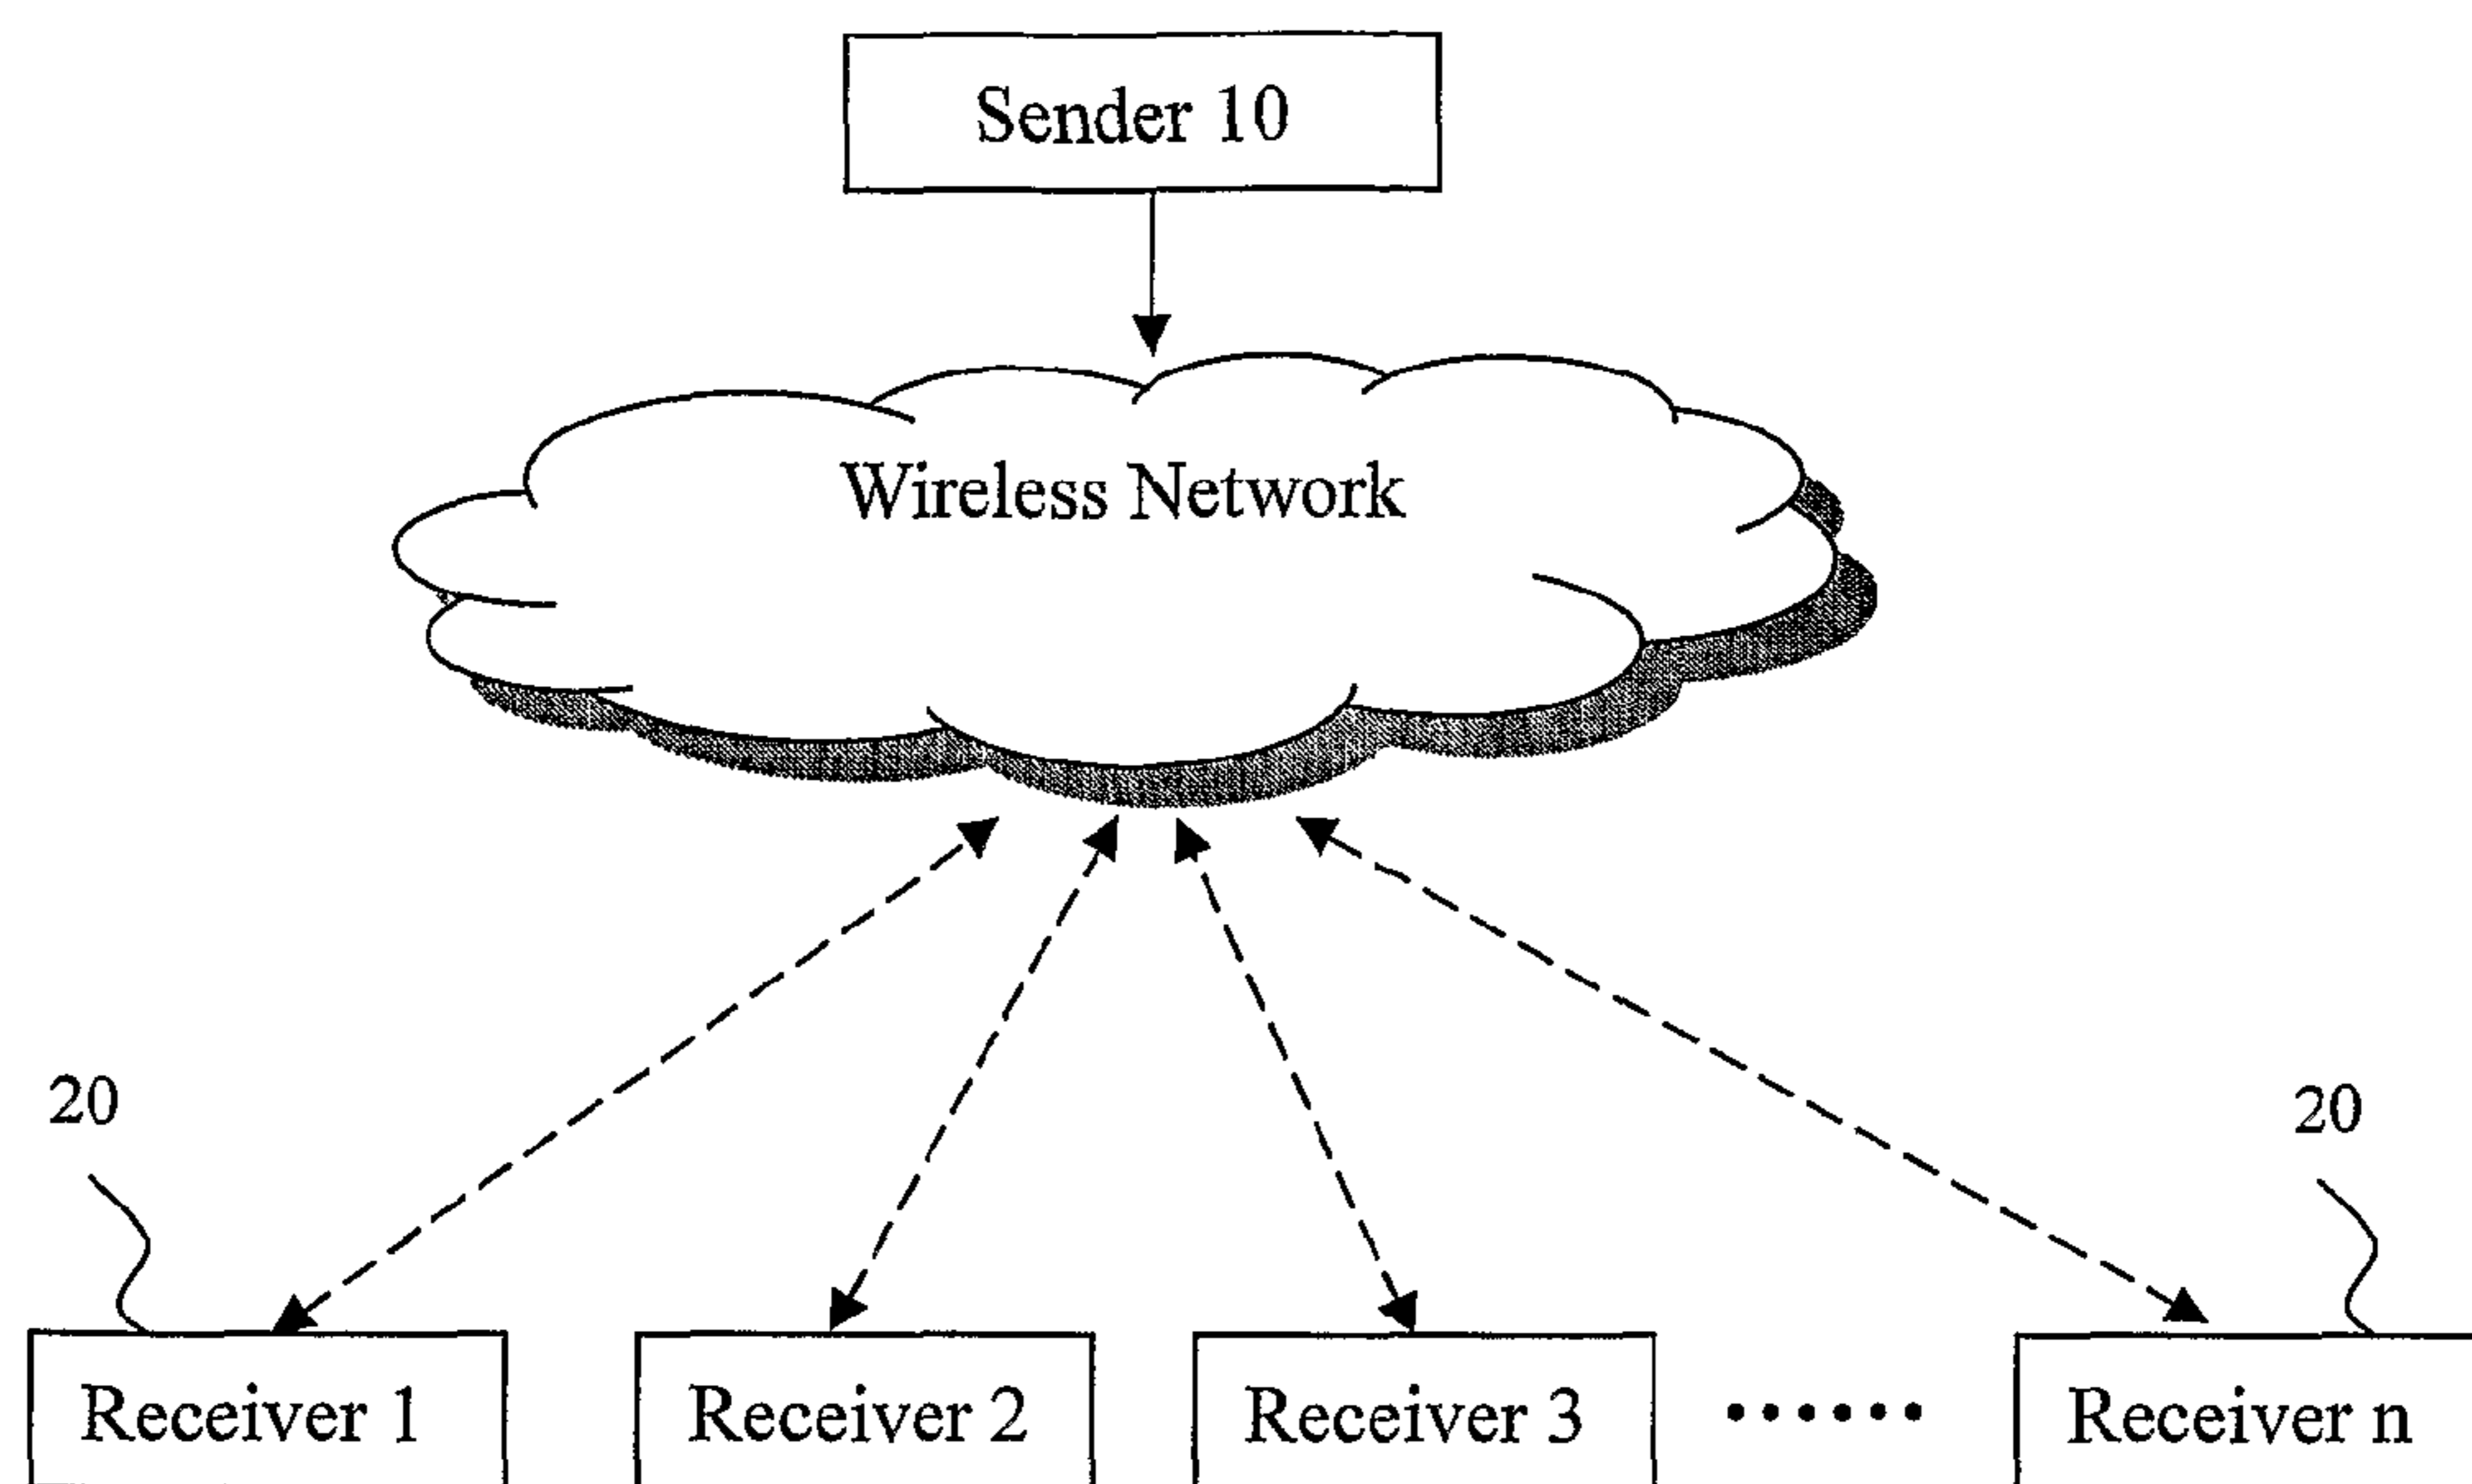 Sender 10
Wireless Network
20
20
Receiver 1
Receiver 2
Receiver 3
......
Receiver n